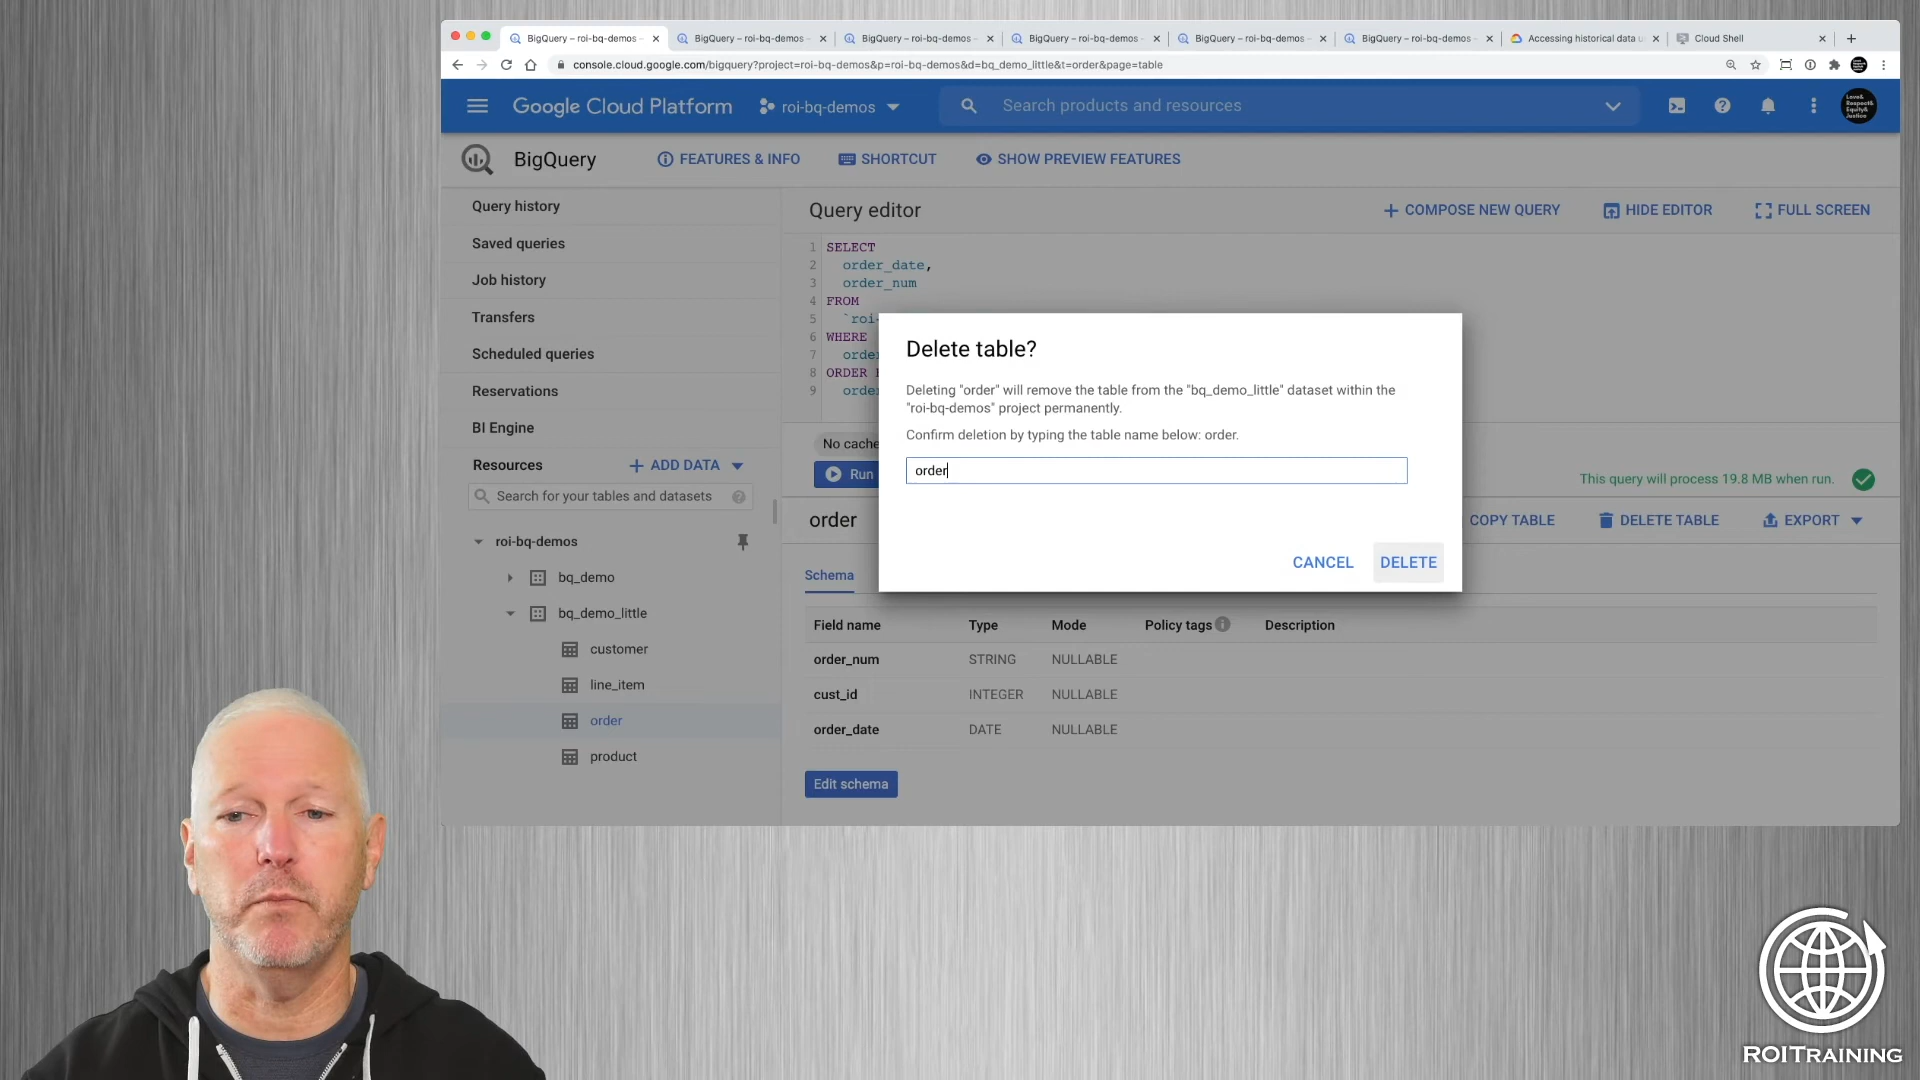 BigQuery – roi-bq-demos -
BigQuery – roi-bq-demos -
BigQuery – roi-bq-demos -
BigQuery – roi-bq-demos -
BigQuery – roi-bq-demos -
BigQuery – roi-bq-demos -
Accessing historical data u
Cloud Shell
console.cloud.google.com/bigquery?project=roi-bq-demos&p=roi-bq-demos&d=bq_demo_little&t=order&page=table
Google Cloud Platform
roi-bq-demos
Search products and resources
Love&
Respect&
Equity&
Justice
BigQuery
FEATURES & INFO
SHORTCUT
SHOW PREVIEW FEATURES
Query history
Saved queries
Job history
Transfers
Scheduled queries
Reservations
BI Engine
Resources
+ ADD DATA
Search for your tables and datasets
roi-bq-demos
bq_demo
bq_demo_little
customer
line_item
order
product
Query editor
+ COMPOSE NEW QUERY
HIDE EDITOR
FULL SCREEN
1 SELECT
2 order_date,
3 order_num
4 FROM
5 `roi-
6 WHERE
7 order
8 ORDER
9 order
No cache
Run
This query will process 19.8 MB when run.
Delete table?
Deleting "order" will remove the table from the "bq_demo_little" dataset within the
"roi-bq-demos" project permanently.
Confirm deletion by typing the table name below: order.
order
CANCEL
DELETE
order
COPY TABLE
DELETE TABLE
EXPORT
Schema
Field name Type Mode Policy tags Description
order_num STRING NULLABLE
cust_id INTEGER NULLABLE
order_date DATE NULLABLE
Edit schema
ROITRAINING